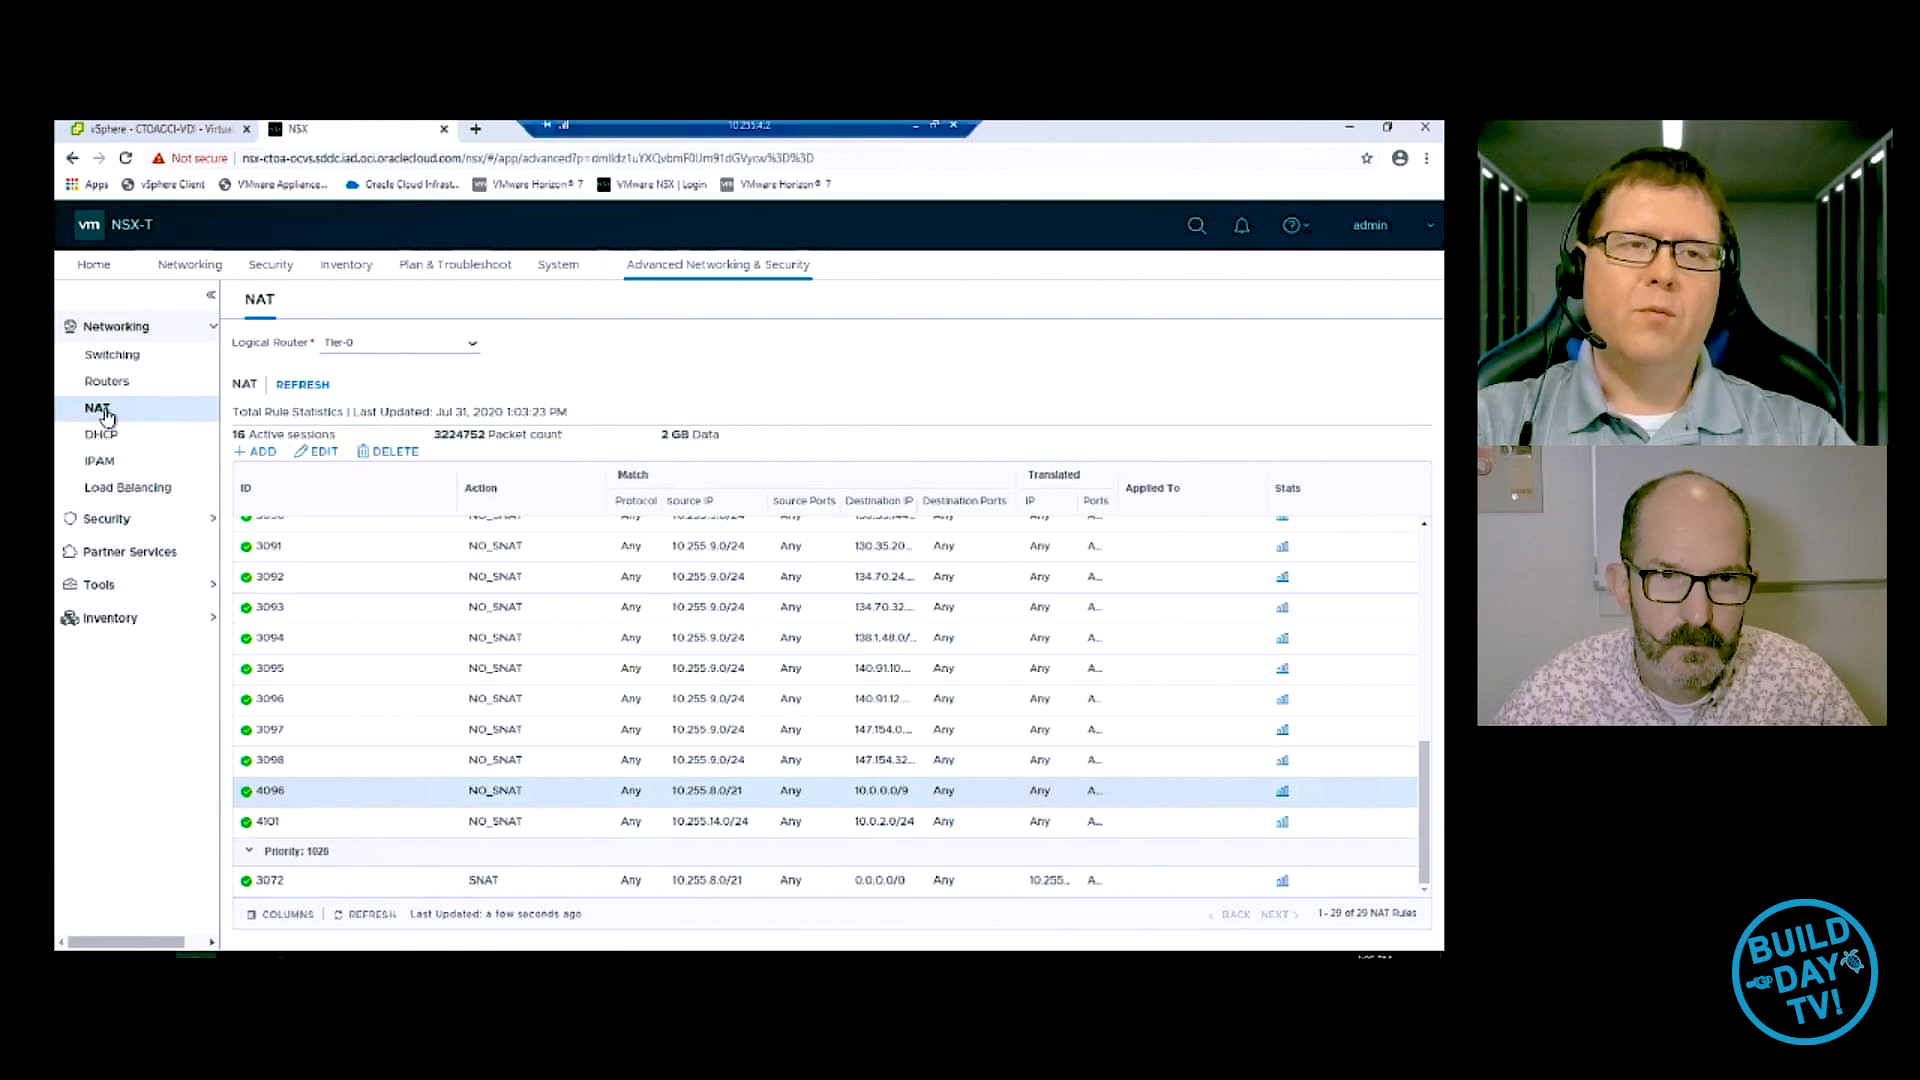 vSphere - CTOAOCI-VDI - Virtual
NSX
10.255.4.2
Not secure
nsx-ctoa-ocvs.sddc.iad.oci.oraclecloud.com/nsx/#/app/advanced?p=
Apps
vSphere Client
VMware Appliance...
Oracle Cloud Infrast...
VMware Horizon® 7
VMware NSX | Login
VMware Horizon® 7
vm NSX-T
admin
Home
Networking
Security
Inventory
Plan & Troubleshoot
System
Advanced Networking & Security
Networking
Switching
Routers
NAT
DHCP
IPAM
Load Balancing
Security
Partner Services
Tools
Inventory
NAT
Logical Router* Tier-0
NAT | REFRESH
Total Rule Statistics | Last Updated: Jul 31, 2020 1:03:23 PM
16 Active sessions 3224752 Packet count 2 GB Data
+ ADD EDIT DELETE
Match Translated
ID Action Applied To Stats
Protocol Source IP Source Ports Destination IP Destination Ports IP Ports
3091 NO_SNAT Any 10.255.9.0/24 Any 130.35.20... Any Any A...
3092 NO_SNAT Any 10.255.9.0/24 Any 134.70.24.... Any Any A...
3093 NO_SNAT Any 10.255.9.0/24 Any 134.70.32... Any Any A...
3094 NO_SNAT Any 10.255.9.0/24 Any 138.1.48.0/... Any Any A...
3095 NO_SNAT Any 10.255.9.0/24 Any 140.91.10.... Any Any A...
3096 NO_SNAT Any 10.255.9.0/24 Any 140.91.12... Any Any A...
3097 NO_SNAT Any 10.255.9.0/24 Any 147.154.0.... Any Any A...
3098 NO_SNAT Any 10.255.9.0/24 Any 147.154.32... Any Any A...
4096 NO_SNAT Any 10.255.8.0/21 Any 10.0.0.0/9 Any Any A...
4101 NO_SNAT Any 10.255.14.0/24 Any 10.0.2.0/24 Any Any A...
Priority: 1026
3072 SNAT Any 10.255.8.0/21 Any 0.0.0.0/0 Any 10.255... A...
COLUMNS | REFRESH Last Updated: a few seconds ago
BACK NEXT 1 - 29 of 29 NAT Rules
BUILD
DAY
TV!